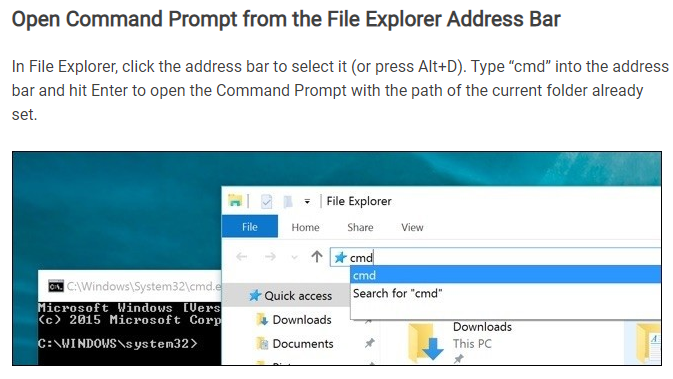 Open Command Prompt from the File Explorer Address Bar
In File Explorer, click the address bar to select it (or press Alt+D). Type “cmd” into the address
bar and hit Enter to open the Command Prompt with the path of the current folder already
set.
File Explorer
File Home Share View
cmd
cmd
C:\Windows\System32\cmd.e
Quick access
Search for "cmd"
Microsoft Windows [Vers
(c) 2015 Microsoft Corp
Downloads
Downloads
C:\WINDOWS\system32>
Documents
This PC